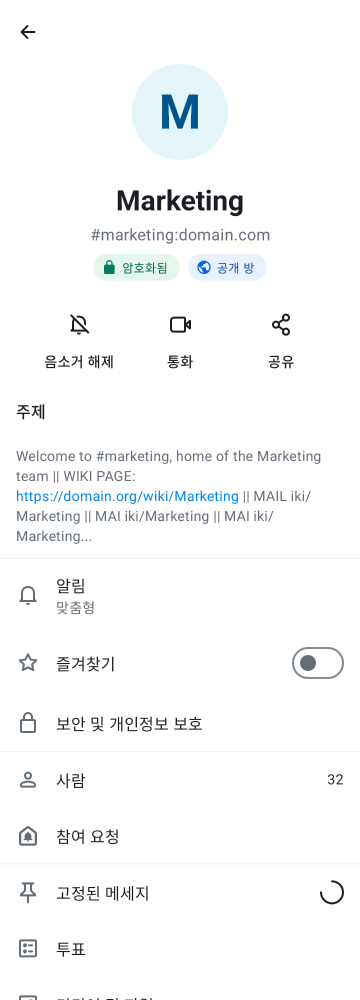 M
Marketing
#marketing:domain.com
암호화됨 공개 방
음소거 해제 통화 공유
주제
Welcome to #marketing, home of the Marketing
team || WIKI PAGE:
https://domain.org/wiki/Marketing || MAIL iki/
Marketing || MAI iki/Marketing || MAI iki/
Marketing...
알림
맞춤형
즐겨찾기
보안 및 개인정보 보호
사람 32
참여 요청
고정된 메세지
투표